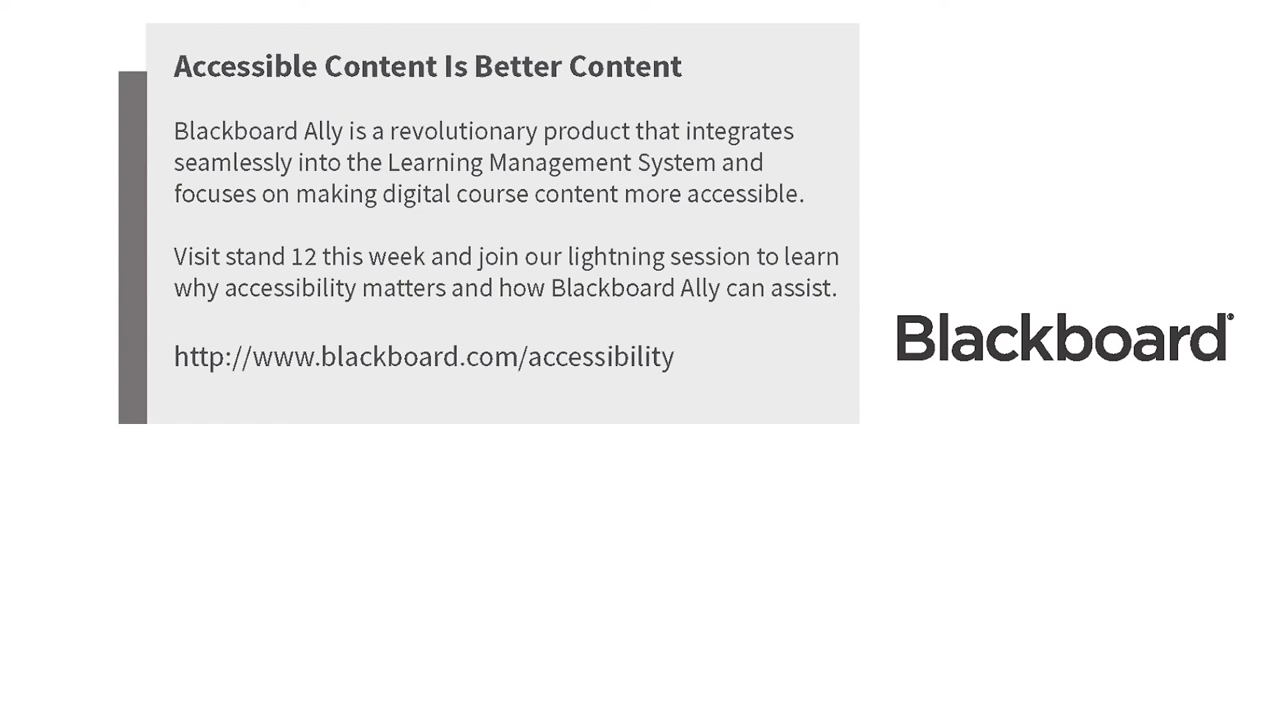 Accessible Content Is Better Content
Blackboard Ally is a revolutionary product that integrates
seamlessly into the Learning Management System and
focuses on making digital course content more accessible.
Visit stand 12 this week and join our lightning session to learn
why accessibility matters and how Blackboard Ally can assist.
http://www.blackboard.com/accessibility
Blackboard®